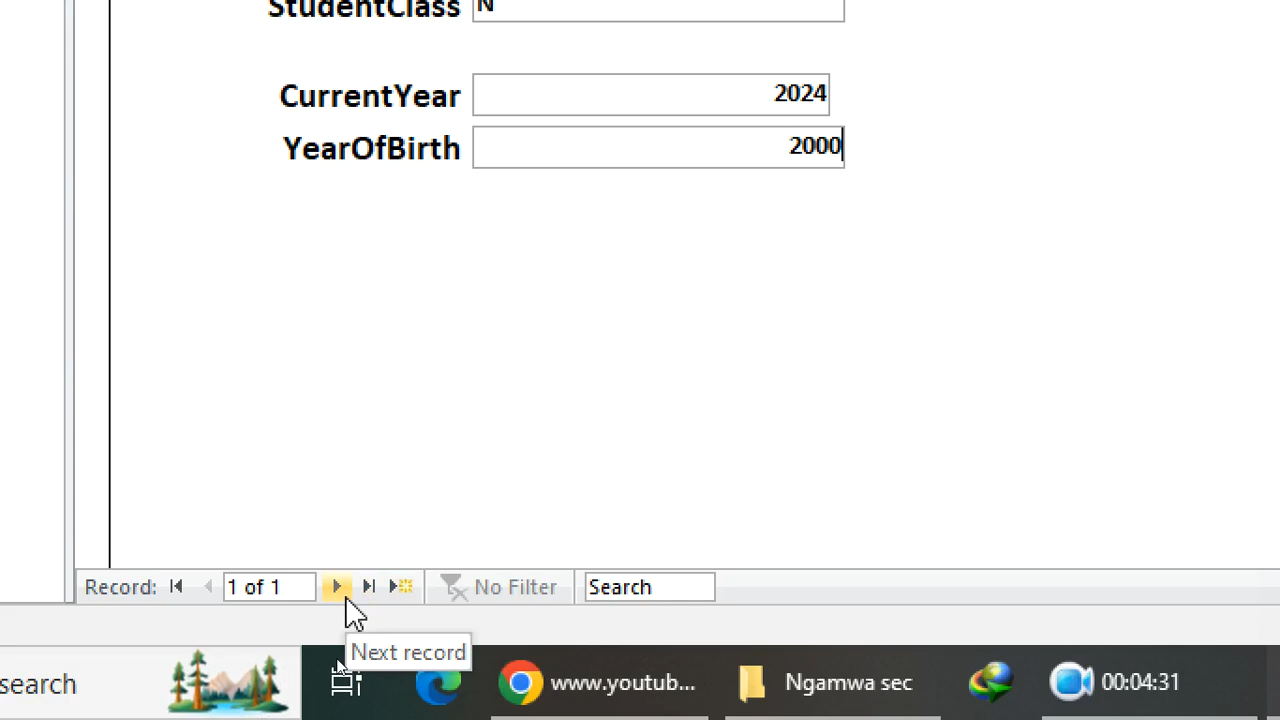 StudentClass N
CurrentYear 2024
YearOfBirth 2000
Record: 1 of 1 No Filter Search
Next record
search www.youtub... Ngamwa sec 00:04:31